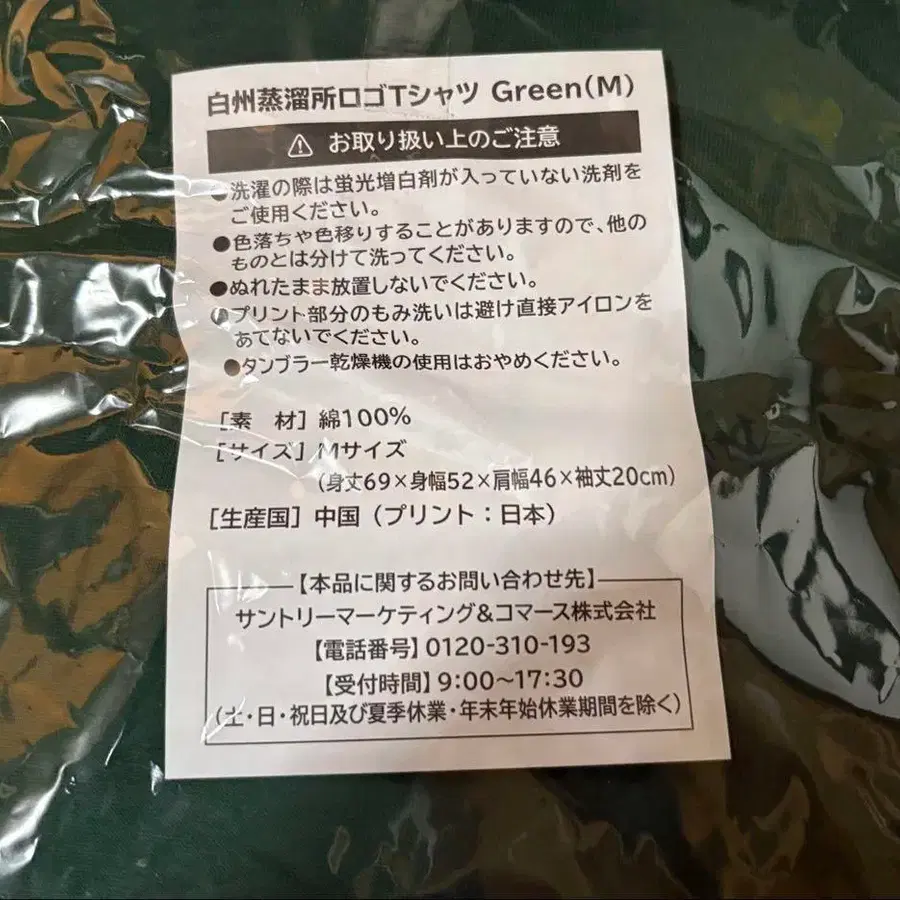 白州蒸溜所ロゴTシャツ Green(M)
⚠ お取り扱い上のご注意
●洗濯の際は蛍光増白剤が入っていない洗剤を
ご使用ください。
●色落ちや色移りすることがありますので、他の
ものとは分けて洗ってください。
●ぬれたまま放置しないでください。
●プリント部分のもみ洗いは避け直接アイロンを
あてないでください。
●タンブラー乾燥機の使用はおやめください。
［素　材］綿100%
［サイズ］Mサイズ
（身丈69×身幅52×肩幅46×袖丈20cm）
［生産国］中国（プリント：日本）
【本品に関するお問い合わせ先】
サントリーマーケティング&コマース株式会社
【電話番号】0120-310-193
【受付時間】9:00～17:30
（土・日・祝日及び夏季休業・年末年始休業期間を除く）